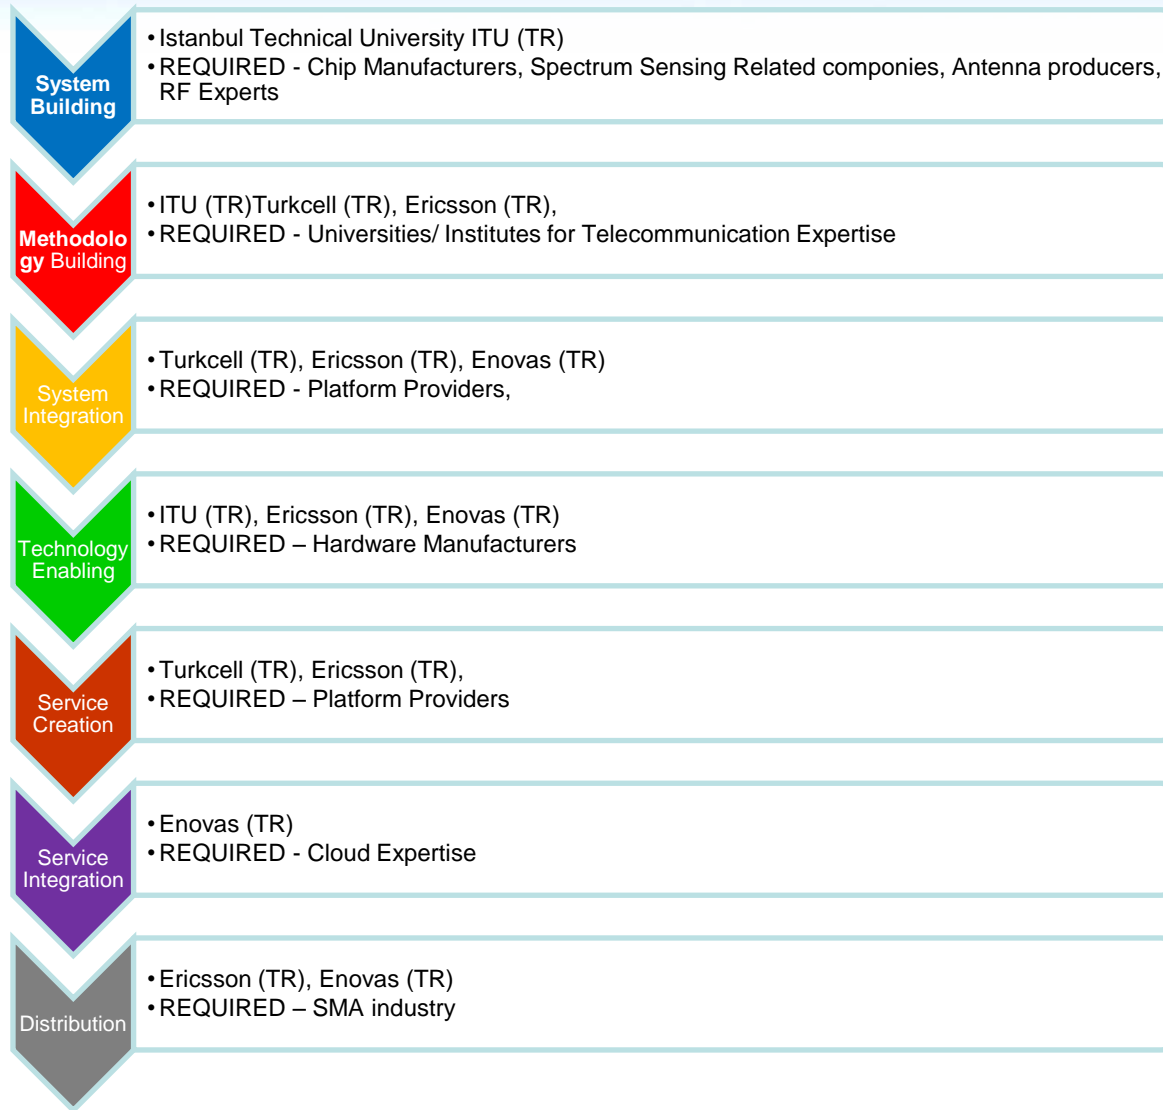 System
Building
• Istanbul Technical University ITU (TR)
• REQUIRED - Chip Manufacturers, Spectrum Sensing Related componies, Antenna producers,
RF Experts
Methodolo
gy Building
• ITU (TR)Turkcell (TR), Ericsson (TR),
• REQUIRED - Universities/ Institutes for Telecommunication Expertise
System
Integration
• Turkcell (TR), Ericsson (TR), Enovas (TR)
• REQUIRED - Platform Providers,
Technology
Enabling
• ITU (TR), Ericsson (TR), Enovas (TR)
• REQUIRED – Hardware Manufacturers
Service
Creation
• Turkcell (TR), Ericsson (TR),
• REQUIRED – Platform Providers
Service
Integration
• Enovas (TR)
• REQUIRED - Cloud Expertise
Distribution
• Ericsson (TR), Enovas (TR)
• REQUIRED – SMA industry